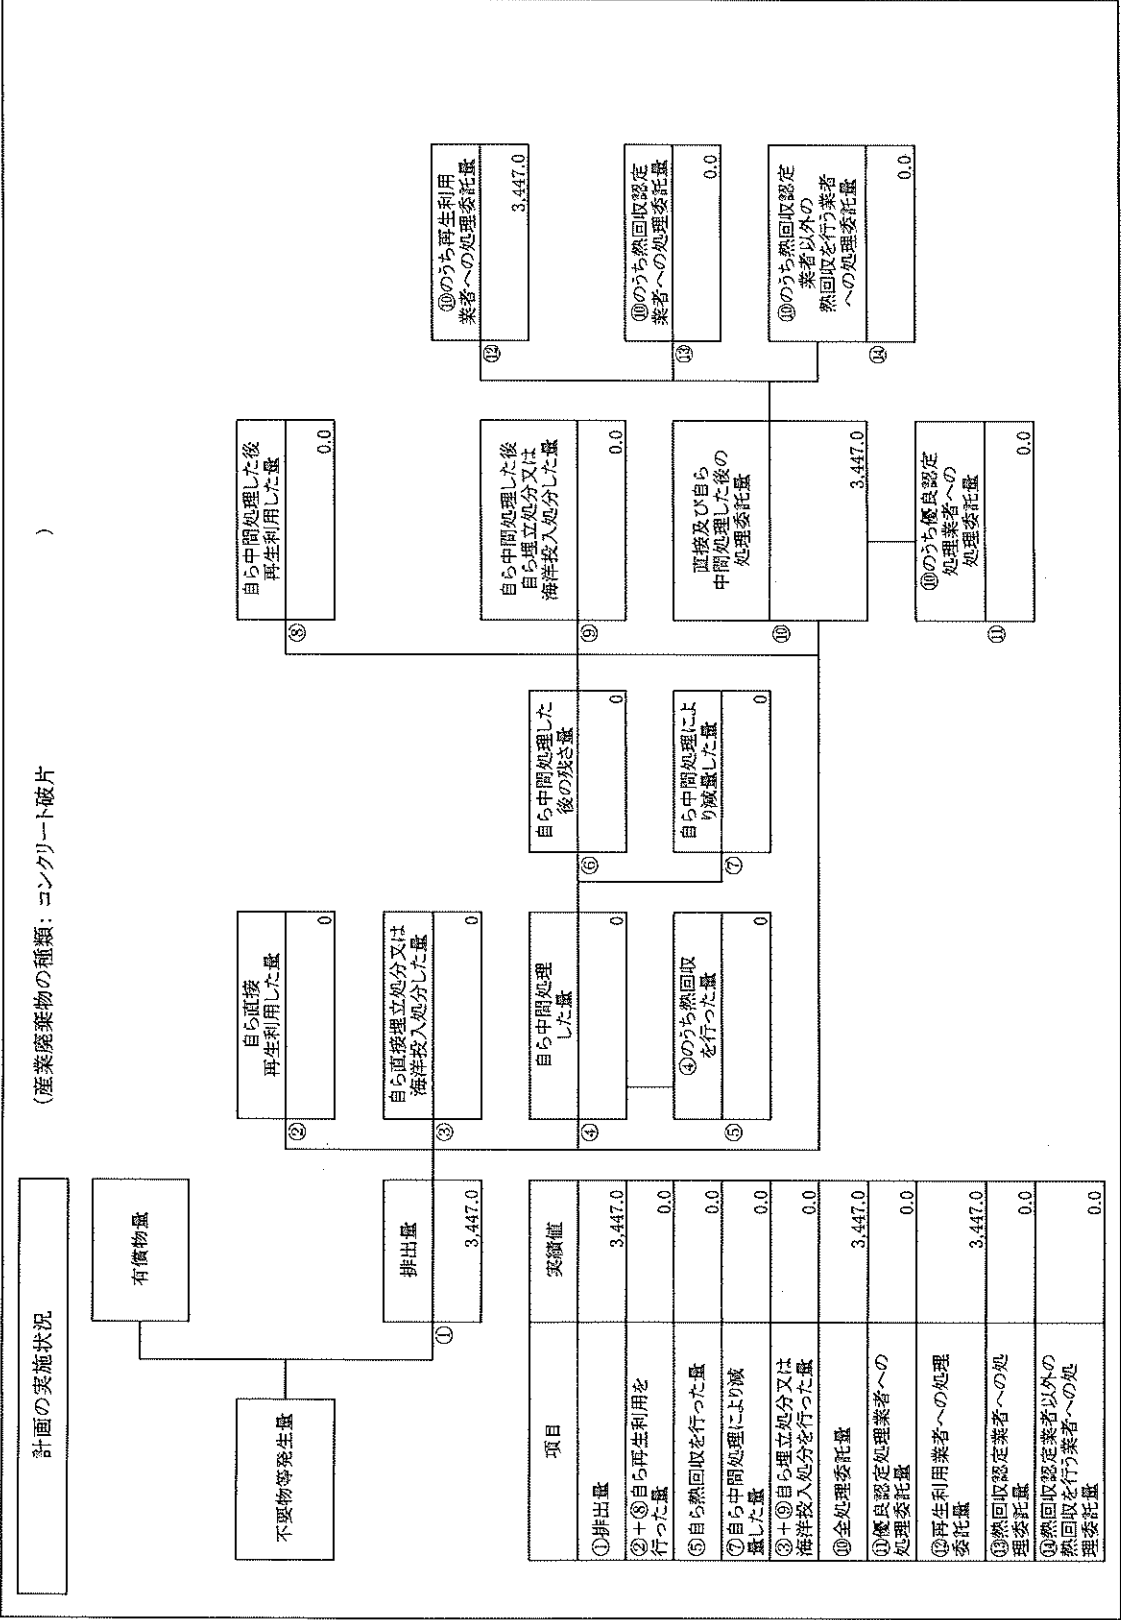 計画の実施状況
(産業廃棄物の種類: コンクリート破片 )
有償物量
不要物等発生量
①
排出量
3,447.0
②
自ら直接
再生利用した量
0
③
自ら直接埋立処分又は
海洋投入処分した量
0
④
自ら中間処理
した量
0
⑤
④のうち熱回収
を行った量
0
⑥
自ら中間処理した
後の残さ量
0
⑦
自ら中間処理によ
り減量した量
0
⑧
自ら中間処理した後
再生利用した量
0.0
⑨
自ら中間処理した後
自ら埋立処分又は
海洋投入処分した量
0.0
⑩
直接及び自ら
中間処理した後の
処理委託量
3,447.0
⑪
⑩のうち優良認定
処理業者への
処理委託量
0.0
⑫
⑩のうち再生利用
業者への処理委託量
3,447.0
⑬
⑩のうち熱回収認定
業者への処理委託量
0.0
⑭
⑩のうち熱回収認定
業者以外の
熱回収を行う業者
への処理委託量
0.0
項目 実績値
①排出量 3,447.0
②+⑧自ら再生利用を
行った量 0.0
⑤自ら熱回収を行った量 0.0
⑦自ら中間処理により減
量した量 0.0
③+⑨自ら埋立処分又は
海洋投入処分を行った量 0.0
⑩全処理委託量 3,447.0
⑪優良認定処理業者への
処理委託量 0.0
⑫再生利用業者への処理
委託量 3,447.0
⑬熱回収認定業者への処
理委託量 0.0
⑭熱回収認定業者以外の
熱回収を行う業者への処
理委託量 0.0